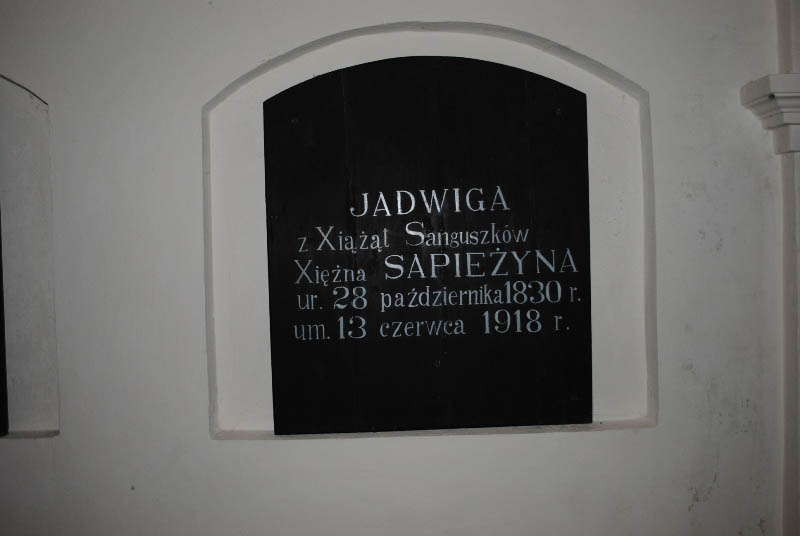 JADWIGA
z Xiążąt Sanguszków
Xiężna SAPIEŻYNA
ur. 28 października 1830 r.
um. 13 czerwca 1918 r.